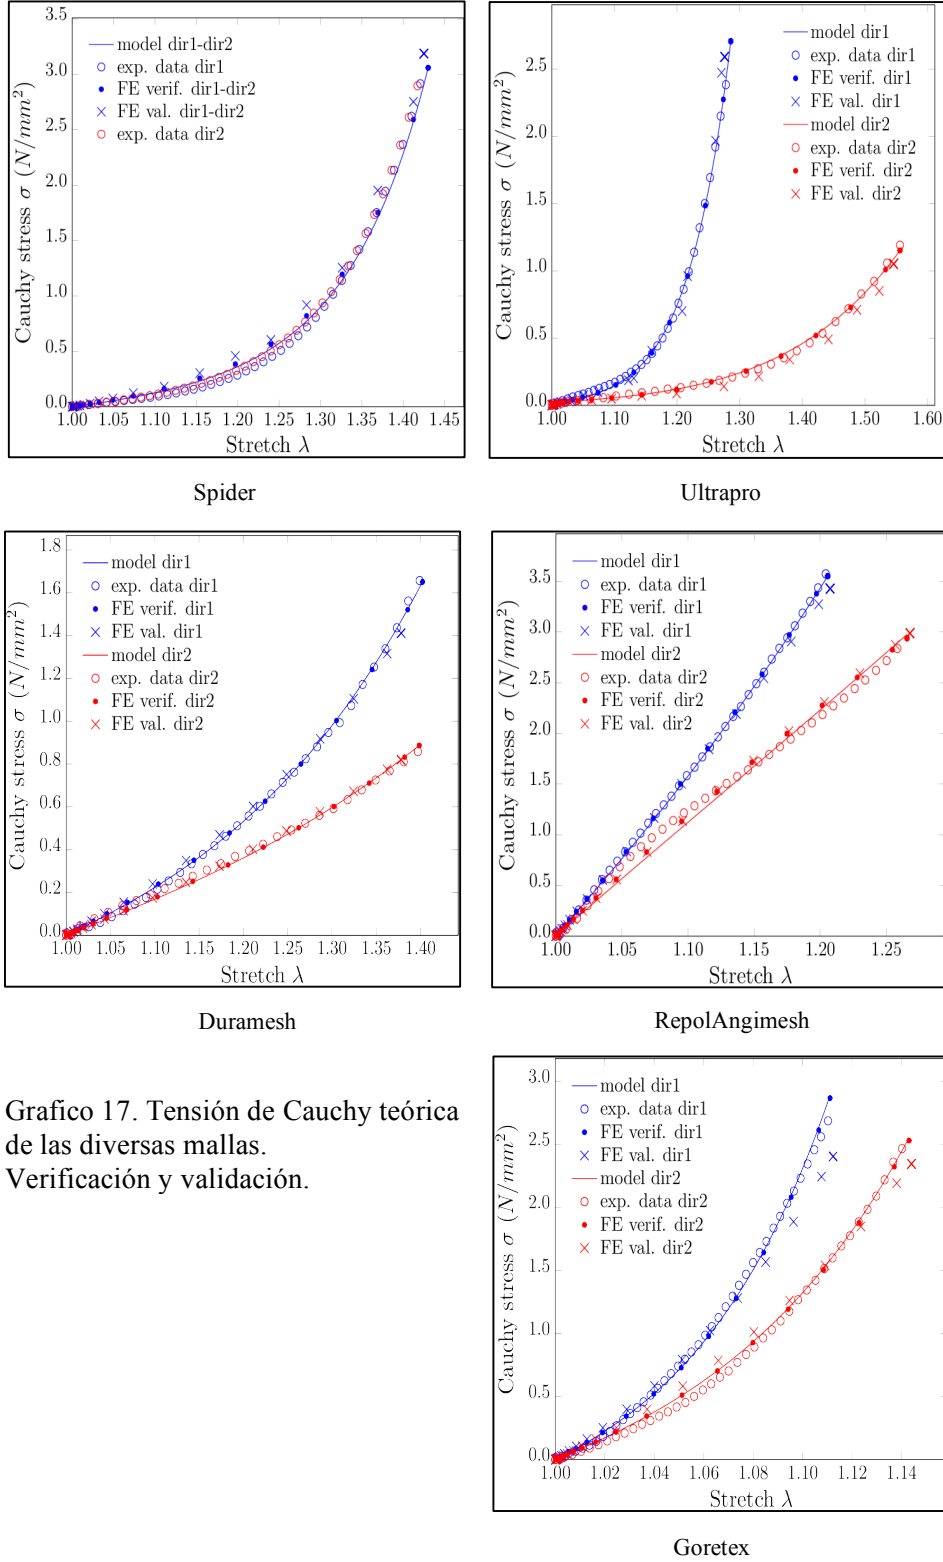 3.5
3.0
2.5
2.0
1.5
1.0
0.5
0.0
Cauchy stress σ (N/mm²)
model dir1-dir2
exp. data dir1
FE verif. dir1-dir2
FE val. dir1-dir2
exp. data dir2
1.00 1.05 1.10 1.15 1.20 1.25 1.30 1.35 1.40 1.45
Stretch λ
Spider
2.5
2.0
1.5
1.0
0.5
0.0
Cauchy stress σ (N/mm²)
model dir1
exp. data dir1
FE verif. dir1
FE val. dir1
model dir2
exp. data dir2
FE verif. dir2
FE val. dir2
1.00 1.10 1.20 1.30 1.40 1.50 1.60
Stretch λ
Ultrapro
1.8
1.6
1.4
1.2
1.0
0.8
0.6
0.4
0.2
0.0
Cauchy stress σ (N/mm²)
model dir1
exp. data dir1
FE verif. dir1
FE val. dir1
model dir2
exp. data dir2
FE verif. dir2
FE val. dir2
1.00 1.05 1.10 1.15 1.20 1.25 1.30 1.35 1.40
Stretch λ
Duramesh
3.5
3.0
2.5
2.0
1.5
1.0
0.5
0.0
Cauchy stress σ (N/mm²)
model dir1
exp. data dir1
FE verif. dir1
FE val. dir1
model dir2
exp. data dir2
FE verif. dir2
FE val. dir2
1.00 1.05 1.10 1.15 1.20 1.25
Stretch λ
RepolAngimesh
Grafico 17. Tensión de Cauchy teórica
de las diversas mallas.
Verificación y validación.
3.0
2.5
2.0
1.5
1.0
0.5
0.0
Cauchy stress σ (N/mm²)
model dir1
exp. data dir1
FE verif. dir1
FE val. dir1
model dir2
exp. data dir2
FE verif. dir2
FE val. dir2
1.00 1.02 1.04 1.06 1.08 1.10 1.12 1.14
Stretch λ
Goretex